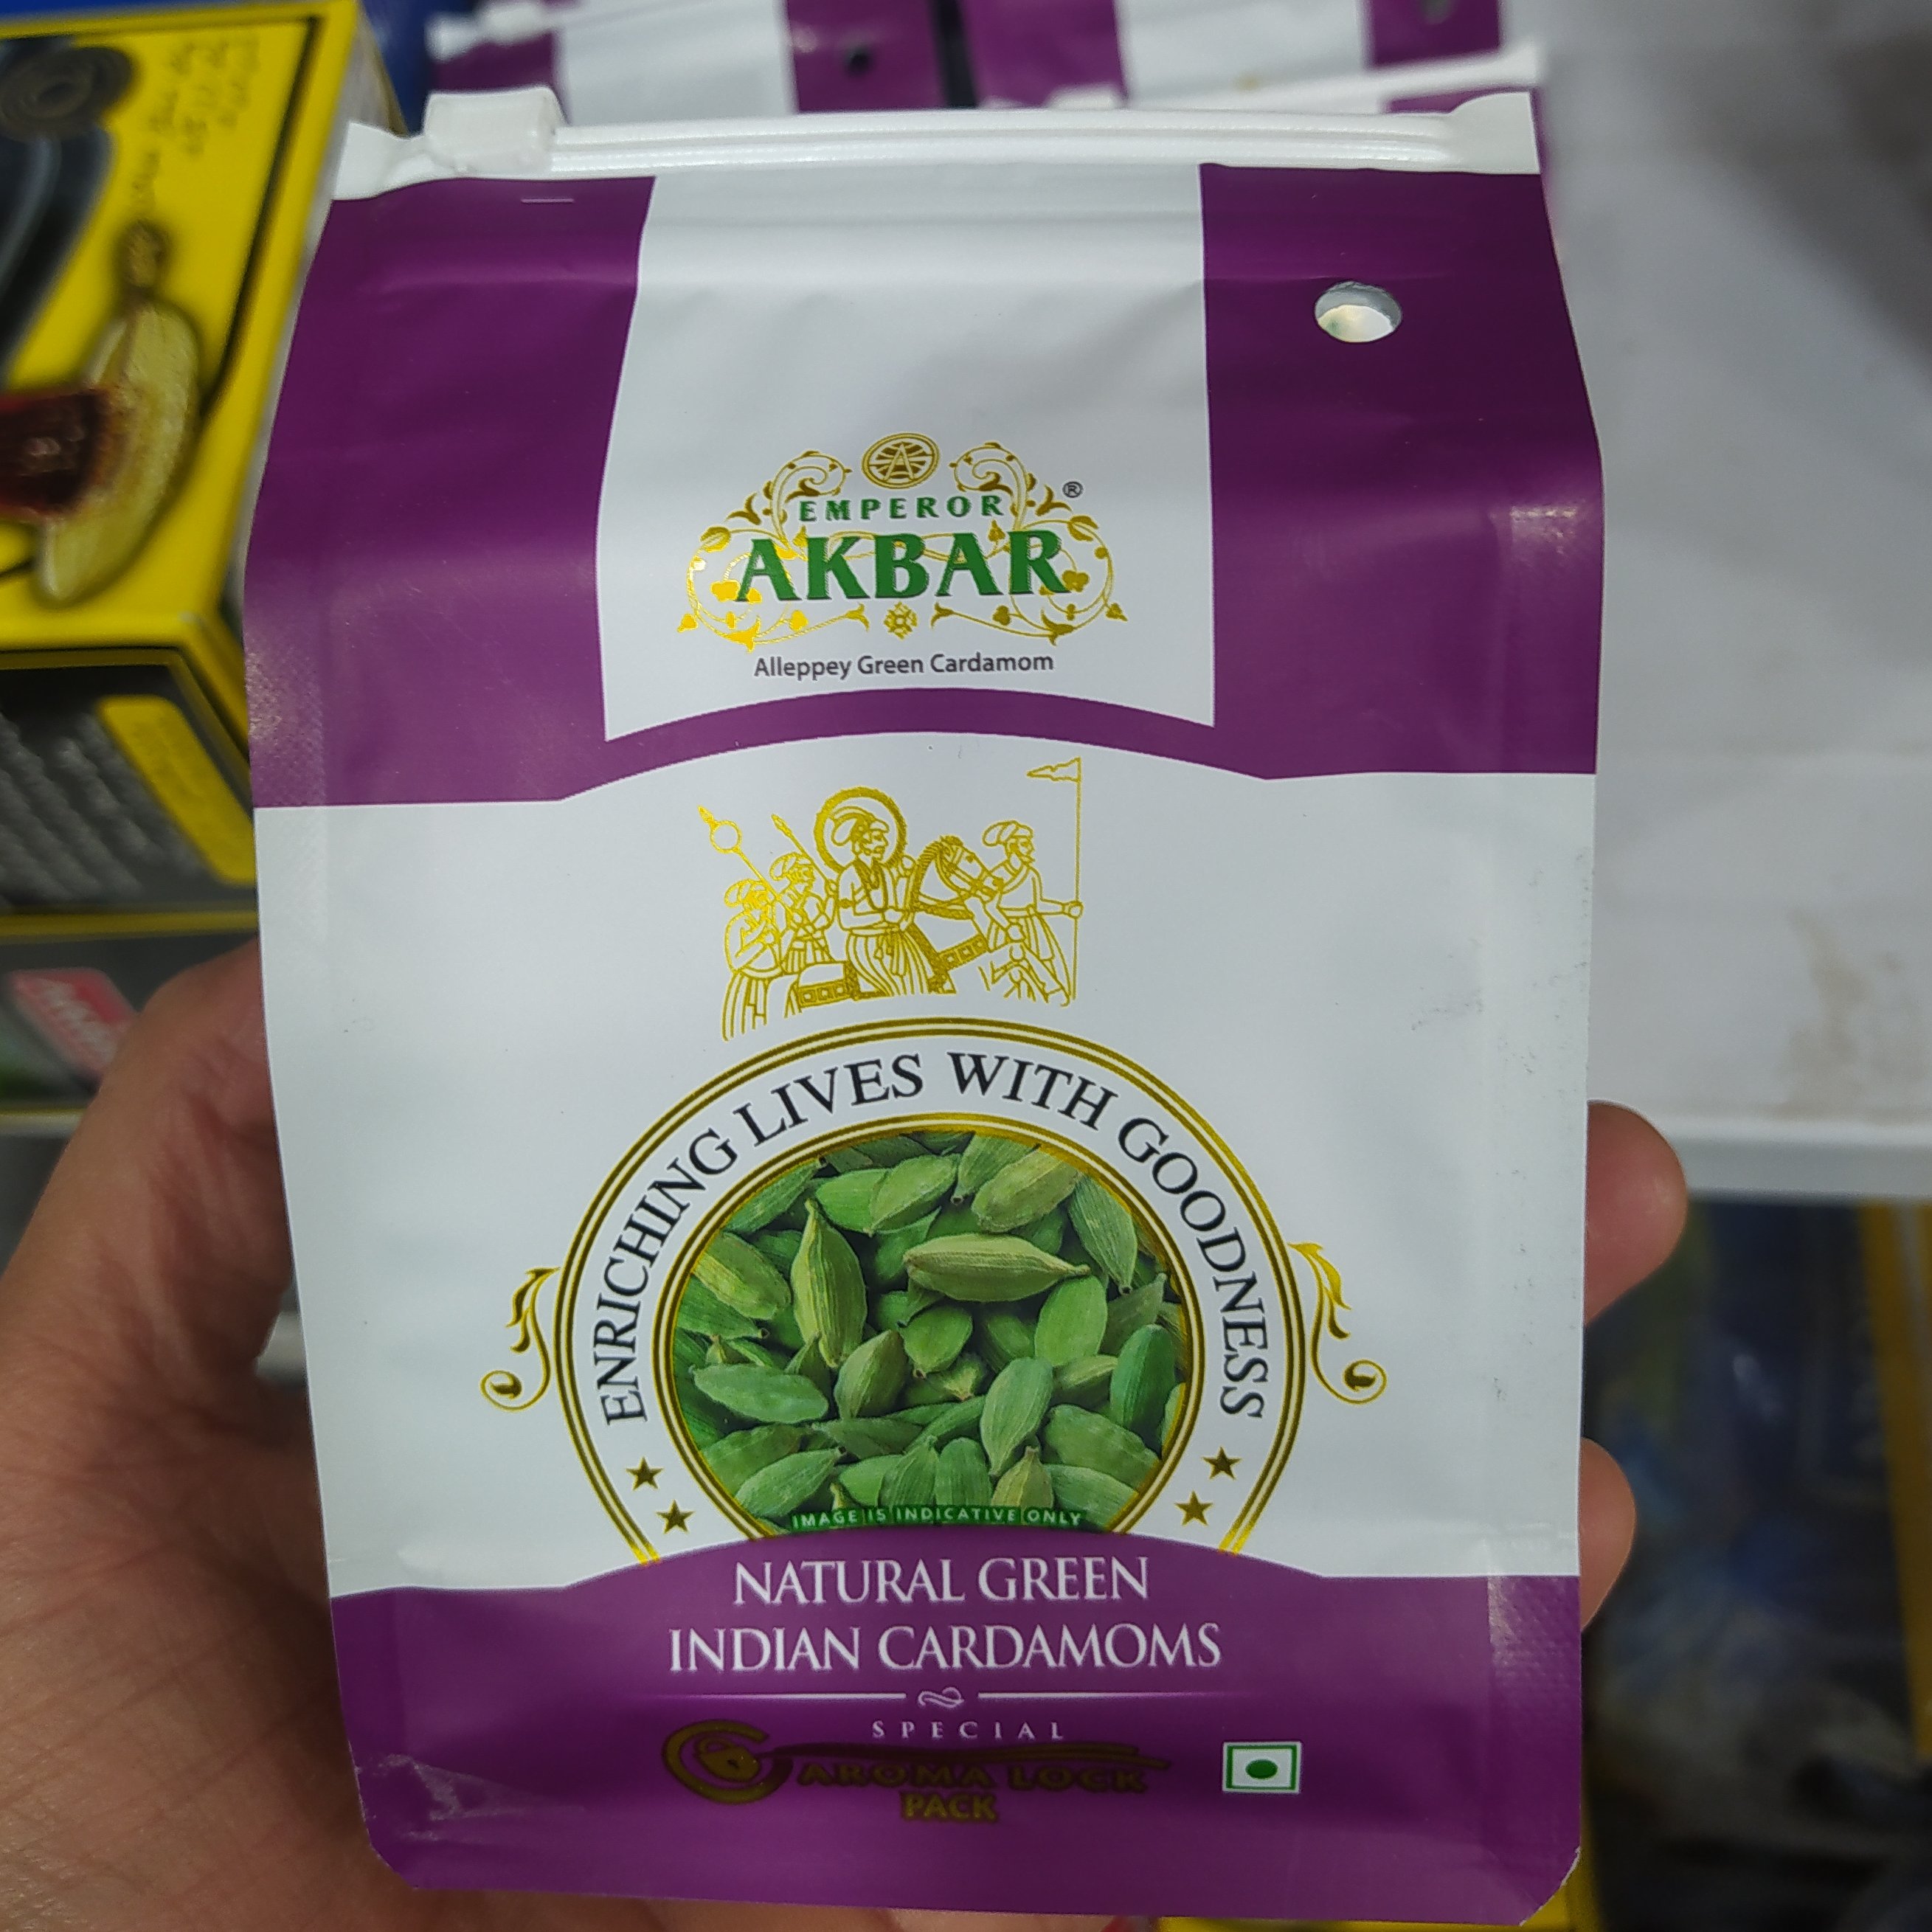 EMPEROR
®
AKBAR
Alleppey Green Cardamom
ENRICHING LIVES WITH GOODNESS
IMAGE IS INDICATIVE ONLY
NATURAL GREEN
INDIAN CARDAMOMS
SPECIAL
AROMA LOCK
PACK